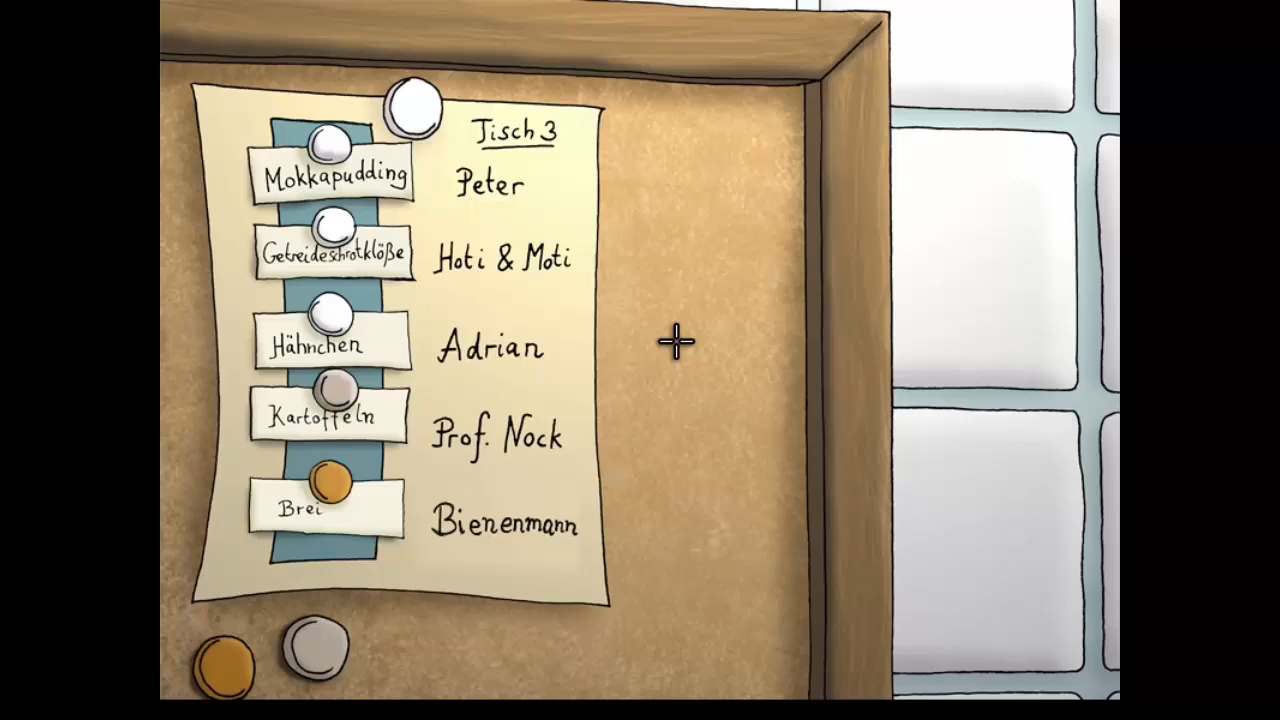 Tisch 3
Mokkapudding Peter
Getreideschrotklöße Hoti & Moti
Hähnchen Adrian
Kartoffeln Prof. Nock
Brei Bienenmann